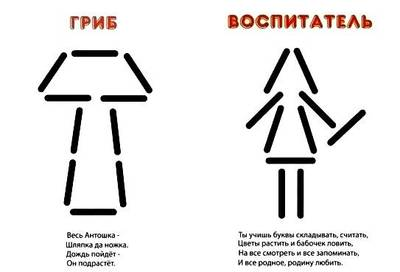 ГРИБ
Весь Антошка -
Шляпка да ножка.
Дождь пойдёт -
Он подрастёт.
ВОСПИТАТЕЛЬ
Ты учишь буквы складывать, считать,
Цветы растить и бабочек ловить,
На все смотреть и все запоминать,
И все родное, родину любить.